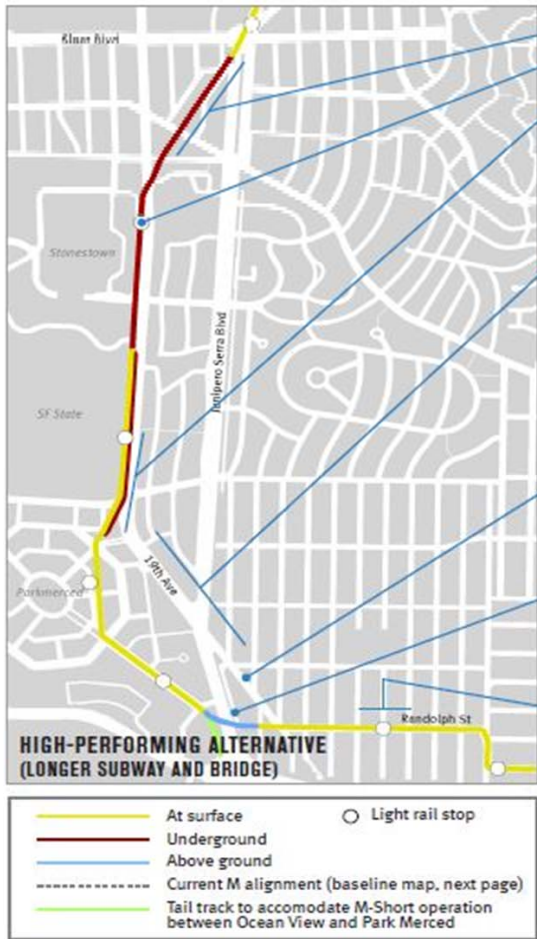 Stonestown
Junipero Serra Blvd
SF State
19th Ave
Parkmerced
Randolph St
HIGH-PERFORMING ALTERNATIVE
(LONGER SUBWAY AND BRIDGE)
At surface
Light rail stop
Underground
Above ground
Current M alignment (baseline map, next page)
Tail track to accomodate M-Short operation
between Ocean View and Park Merced